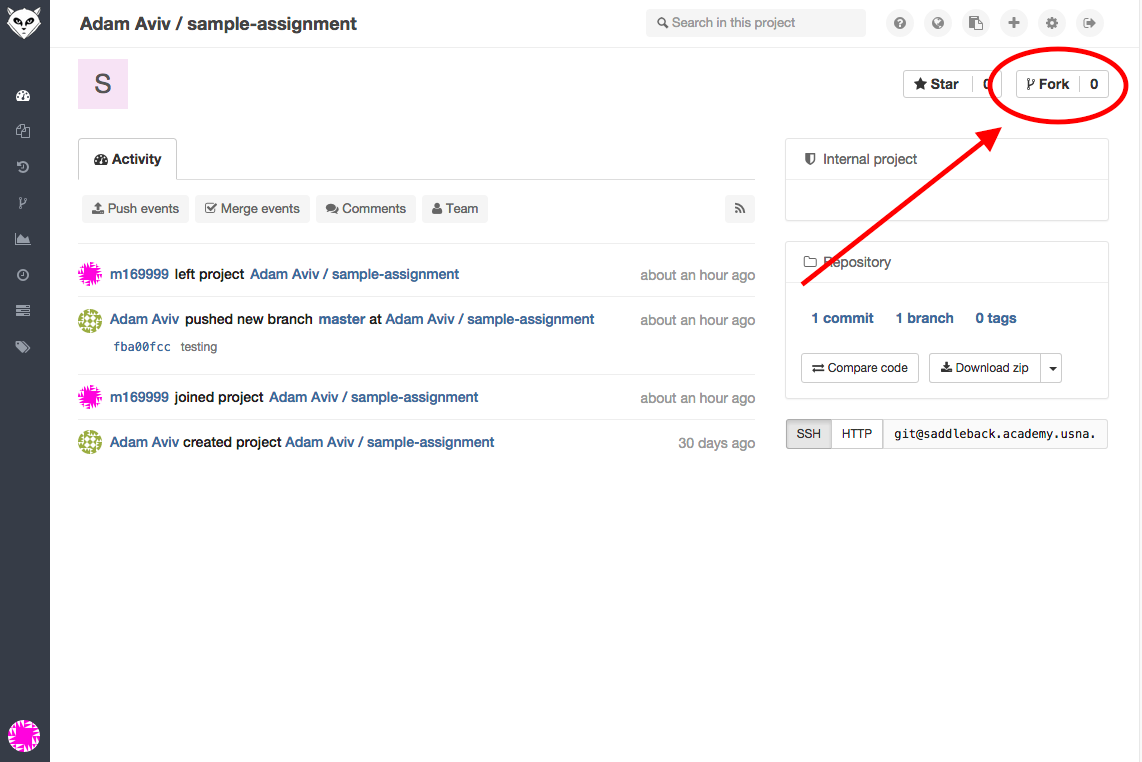 Adam Aviv / sample-assignment
Search in this project
S
Star 0
Fork 0
Activity
Push events Merge events Comments Team
m169999 left project Adam Aviv / sample-assignment about an hour ago
Adam Aviv pushed new branch master at Adam Aviv / sample-assignment about an hour ago
fba00fcc testing
m169999 joined project Adam Aviv / sample-assignment about an hour ago
Adam Aviv created project Adam Aviv / sample-assignment 30 days ago
Internal project
Repository
1 commit 1 branch 0 tags
Compare code Download zip
SSH HTTP git@saddleback.academy.usna.